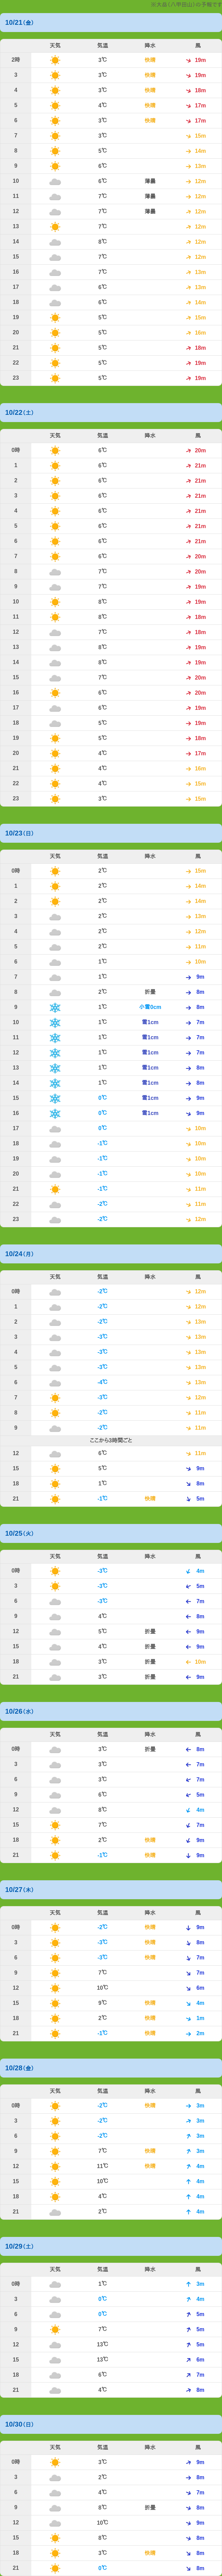 ※大岳(八甲田山)の予報です
10/21(金)
天気 気温 降水 風
2時 3℃ 快晴 19m
3 3℃ 快晴 19m
4 3℃ 快晴 18m
5 4℃ 快晴 17m
6 3℃ 快晴 17m
7 3℃ 15m
8 5℃ 14m
9 6℃ 13m
10 6℃ 薄曇 12m
11 7℃ 薄曇 12m
12 7℃ 薄曇 12m
13 7℃ 12m
14 8℃ 12m
15 7℃ 12m
16 7℃ 13m
17 6℃ 13m
18 6℃ 14m
19 5℃ 15m
20 5℃ 16m
21 5℃ 18m
22 5℃ 19m
23 5℃ 19m
10/22(土)
天気 気温 降水 風
0時 6℃ 20m
1 6℃ 21m
2 6℃ 21m
3 6℃ 21m
4 6℃ 21m
5 6℃ 21m
6 6℃ 21m
7 6℃ 20m
8 7℃ 20m
9 7℃ 19m
10 8℃ 19m
11 8℃ 18m
12 7℃ 18m
13 8℃ 19m
14 8℃ 19m
15 7℃ 20m
16 6℃ 20m
17 6℃ 19m
18 5℃ 19m
19 5℃ 18m
20 4℃ 17m
21 4℃ 16m
22 4℃ 15m
23 3℃ 15m
10/23(日)
天気 気温 降水 風
0時 2℃ 15m
1 2℃ 14m
2 2℃ 14m
3 2℃ 13m
4 2℃ 12m
5 2℃ 11m
6 1℃ 10m
7 1℃ 9m
8 2℃ 折曇 8m
9 1℃ 小雪0cm 8m
10 1℃ 雪1cm 7m
11 1℃ 雪1cm 7m
12 1℃ 雪1cm 7m
13 1℃ 雪1cm 8m
14 1℃ 雪1cm 8m
15 0℃ 雪1cm 9m
16 0℃ 雪1cm 9m
17 0℃ 10m
18 -1℃ 10m
19 -1℃ 10m
20 -1℃ 10m
21 -1℃ 11m
22 -2℃ 11m
23 -2℃ 12m
10/24(月)
天気 気温 降水 風
0時 -2℃ 12m
1 -2℃ 12m
2 -2℃ 13m
3 -3℃ 13m
4 -3℃ 13m
5 -3℃ 13m
6 -4℃ 13m
7 -3℃ 12m
8 -2℃ 11m
9 -2℃ 11m
ここから3時間ごと
12 6℃ 11m
15 5℃ 9m
18 1℃ 8m
21 -1℃ 快晴 5m
10/25(火)
天気 気温 降水 風
0時 -3℃ 4m
3 -3℃ 5m
6 -3℃ 7m
9 4℃ 8m
12 5℃ 折曇 9m
15 4℃ 折曇 9m
18 3℃ 折曇 10m
21 3℃ 折曇 9m
10/26(水)
天気 気温 降水 風
0時 3℃ 折曇 8m
3 3℃ 7m
6 3℃ 7m
9 6℃ 5m
12 8℃ 4m
15 7℃ 7m
18 2℃ 快晴 9m
21 -1℃ 快晴 9m
10/27(木)
天気 気温 降水 風
0時 -2℃ 快晴 9m
3 -3℃ 快晴 8m
6 -3℃ 快晴 7m
9 7℃ 7m
12 10℃ 6m
15 9℃ 快晴 4m
18 2℃ 快晴 1m
21 -1℃ 快晴 2m
10/28(金)
天気 気温 降水 風
0時 -2℃ 快晴 3m
3 -2℃ 3m
6 -2℃ 3m
9 7℃ 快晴 3m
12 11℃ 快晴 4m
15 10℃ 4m
18 4℃ 4m
21 2℃ 4m
10/29(土)
天気 気温 降水 風
0時 1℃ 3m
3 0℃ 4m
6 0℃ 5m
9 7℃ 5m
12 13℃ 5m
15 13℃ 6m
18 6℃ 7m
21 4℃ 8m
10/30(日)
天気 気温 降水 風
0時 3℃ 9m
3 2℃ 8m
6 4℃ 7m
9 8℃ 折曇 8m
12 10℃ 9m
15 8℃ 8m
18 3℃ 快晴 8m
21 0℃ 8m